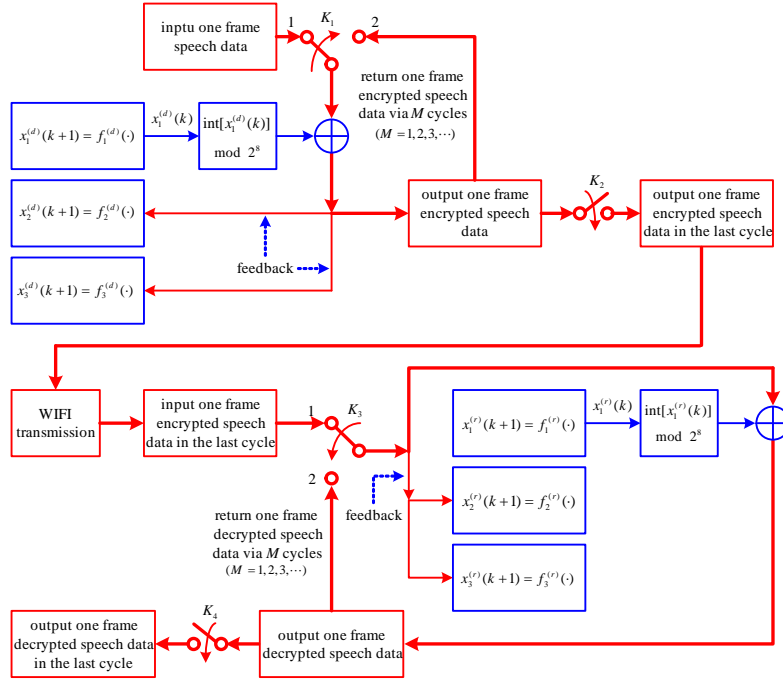 inptu one frame
speech data
1
K₁
2
return one frame
encrypted speech
data via M cycles
(M = 1,2,3,⋯)
x₁⁽ᵈ⁾(k+1) = f₁⁽ᵈ⁾(·)
x₁⁽ᵈ⁾(k)
int[x₁⁽ᵈ⁾(k)]
mod 2⁸
x₂⁽ᵈ⁾(k+1) = f₂⁽ᵈ⁾(·)
feedback
x₃⁽ᵈ⁾(k+1) = f₃⁽ᵈ⁾(·)
output one frame
encrypted speech
data
K₂
output one frame
encrypted speech
data in the last cycle
WIFI
transmission
input one frame
encrypted speech
data in the last cycle
1
K₃
2
feedback
x₁⁽ʳ⁾(k+1) = f₁⁽ʳ⁾(·)
x₁⁽ʳ⁾(k)
int[x₁⁽ʳ⁾(k)]
mod 2⁸
x₂⁽ʳ⁾(k+1) = f₂⁽ʳ⁾(·)
x₃⁽ʳ⁾(k+1) = f₃⁽ʳ⁾(·)
return one frame
decrypted speech
data via M cycles
(M = 1,2,3,⋯)
output one frame
decrypted speech data
in the last cycle
K₄
output one frame
decrypted speech data